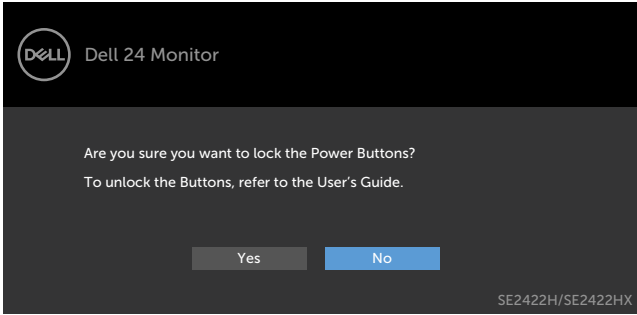 DELL
Dell 24 Monitor
Are you sure you want to lock the Power Buttons?
To unlock the Buttons, refer to the User's Guide.
Yes
No
SE2422H/SE2422HX